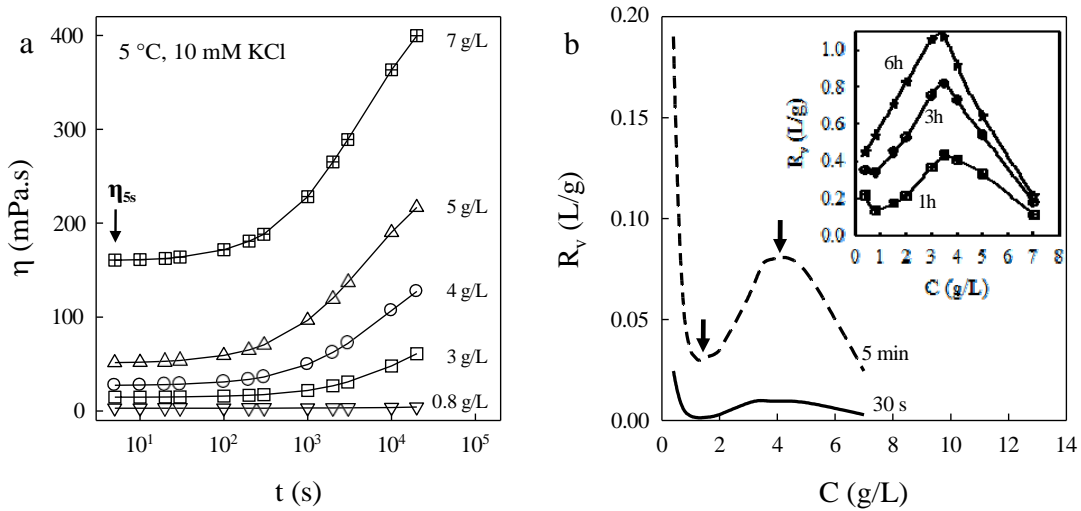 a
5 °C, 10 mM KCl
7 g/L
5 g/L
4 g/L
3 g/L
0.8 g/L
η5s
400
300
200
100
0
η (mPa.s)
10¹ 10² 10³ 10⁴ 10⁵
t (s)
b
0.20
0.15
0.10
0.05
0.00
Rv (L/g)
5 min
30 s
0 2 4 6 8 10 12 14
C (g/L)
1.0
0.8
0.6
0.4
0.2
0.0
Rv (L/g)
6h
3h
1h
0 1 2 3 4 5 6 7 8
C (g/L)